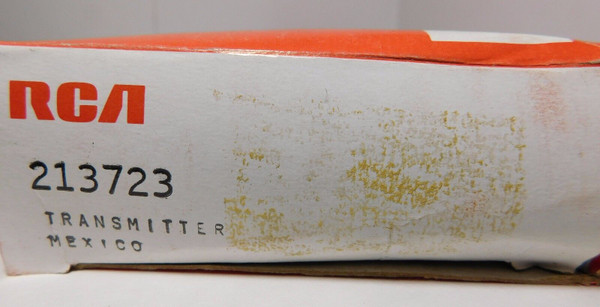 RCA
213723
TRANSMITTER
MEXICO